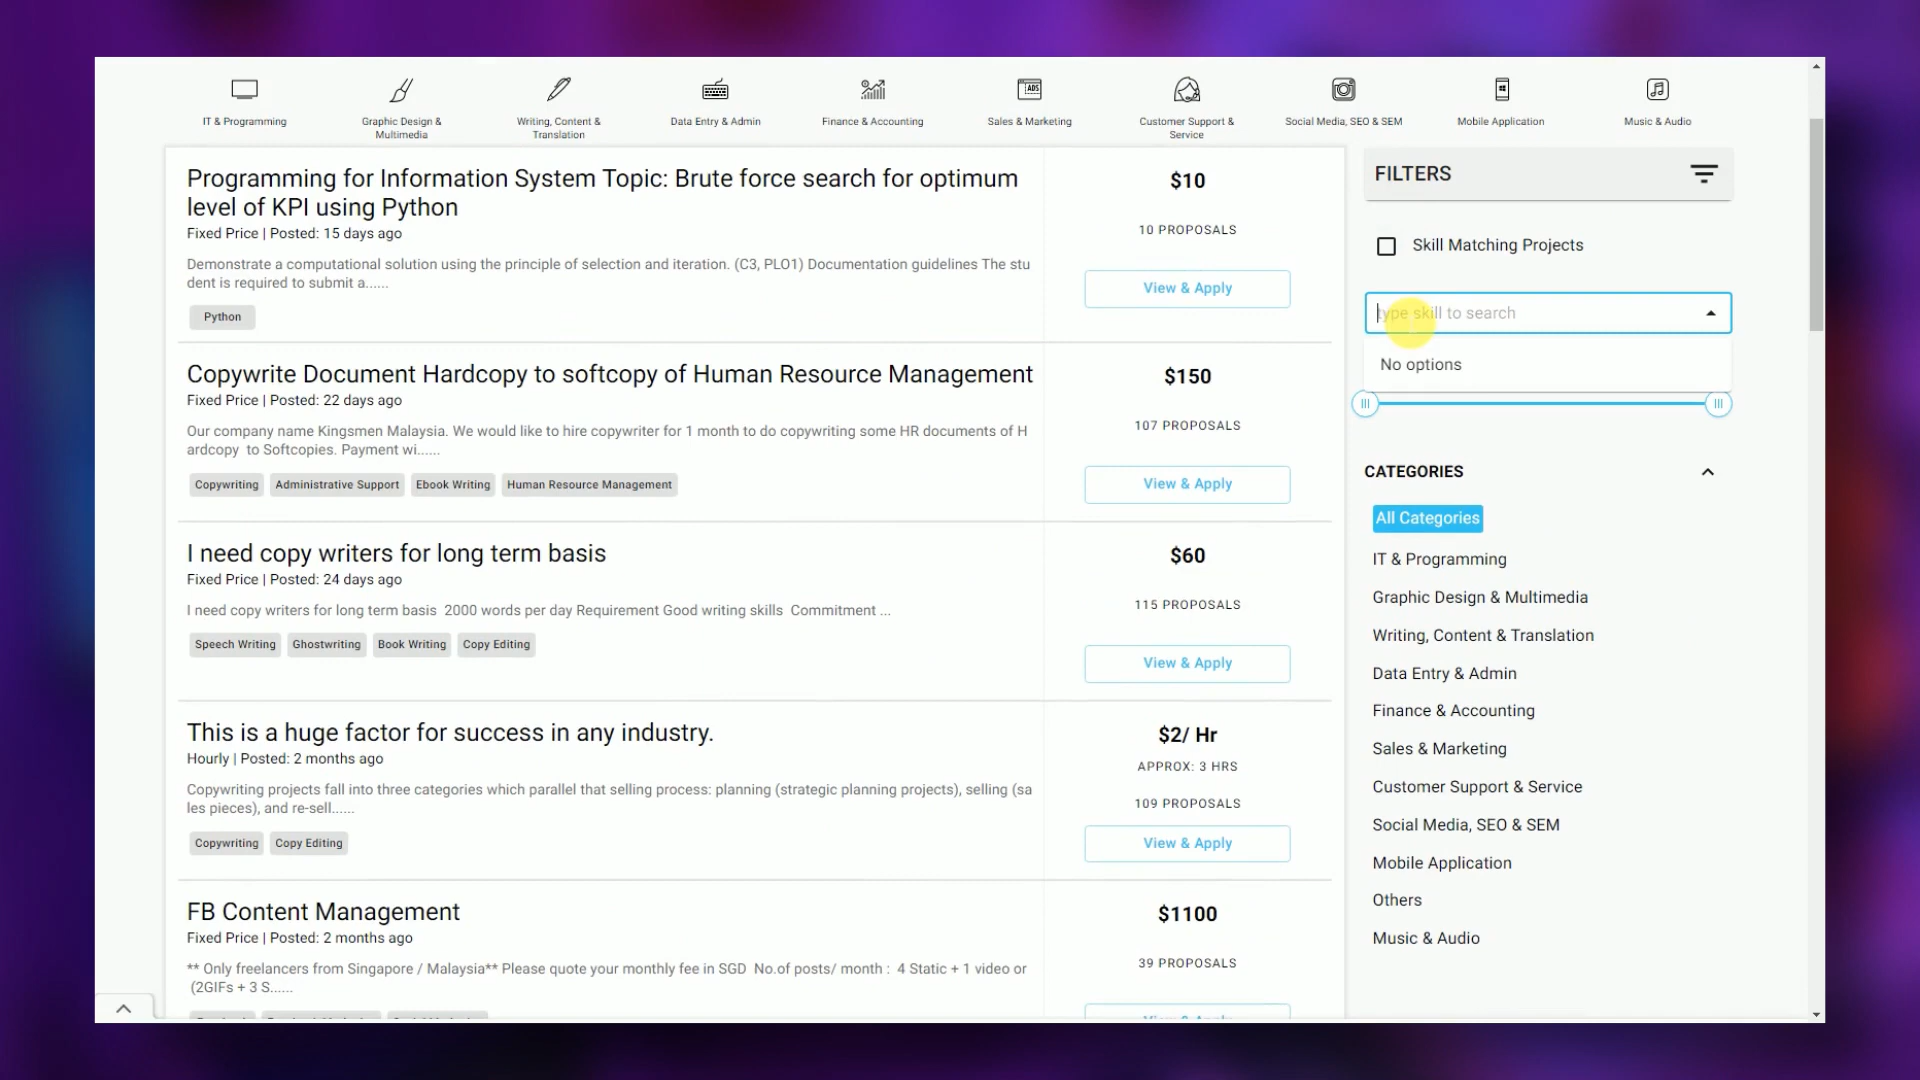 IT & Programming
Graphic Design &
Multimedia
Writing, Content &
Translation
Data Entry & Admin
Finance & Accounting
ADS
Sales & Marketing
Customer Support &
Service
Social Media, SEO & SEM
Mobile Application
Music & Audio
Programming for Information System Topic: Brute force search for optimum
level of KPI using Python
Fixed Price | Posted: 15 days ago
Demonstrate a computational solution using the principle of selection and iteration. (C3, PLO1) Documentation guidelines The stu
dent is required to submit a......
Python
$10
10 PROPOSALS
View & Apply
Copywrite Document Hardcopy to softcopy of Human Resource Management
Fixed Price | Posted: 22 days ago
Our company name Kingsmen Malaysia. We would like to hire copywriter for 1 month to do copywriting some HR documents of H
ardcopy to Softcopies. Payment wi......
Copywriting Administrative Support Ebook Writing Human Resource Management
$150
107 PROPOSALS
View & Apply
I need copy writers for long term basis
Fixed Price | Posted: 24 days ago
I need copy writers for long term basis 2000 words per day Requirement Good writing skills Commitment ...
Speech Writing Ghostwriting Book Writing Copy Editing
$60
115 PROPOSALS
View & Apply
This is a huge factor for success in any industry.
Hourly | Posted: 2 months ago
Copywriting projects fall into three categories which parallel that selling process: planning (strategic planning projects), selling (sa
les pieces), and re-sell......
Copywriting Copy Editing
$2/ Hr
APPROX: 3 HRS
109 PROPOSALS
View & Apply
FB Content Management
Fixed Price | Posted: 2 months ago
** Only freelancers from Singapore / Malaysia** Please quote your monthly fee in SGD No.of posts/ month : 4 Static + 1 video or
(2GIFs + 3 S......
$1100
39 PROPOSALS
FILTERS
Skill Matching Projects
type skill to search
No options
CATEGORIES
All Categories
IT & Programming
Graphic Design & Multimedia
Writing, Content & Translation
Data Entry & Admin
Finance & Accounting
Sales & Marketing
Customer Support & Service
Social Media, SEO & SEM
Mobile Application
Others
Music & Audio